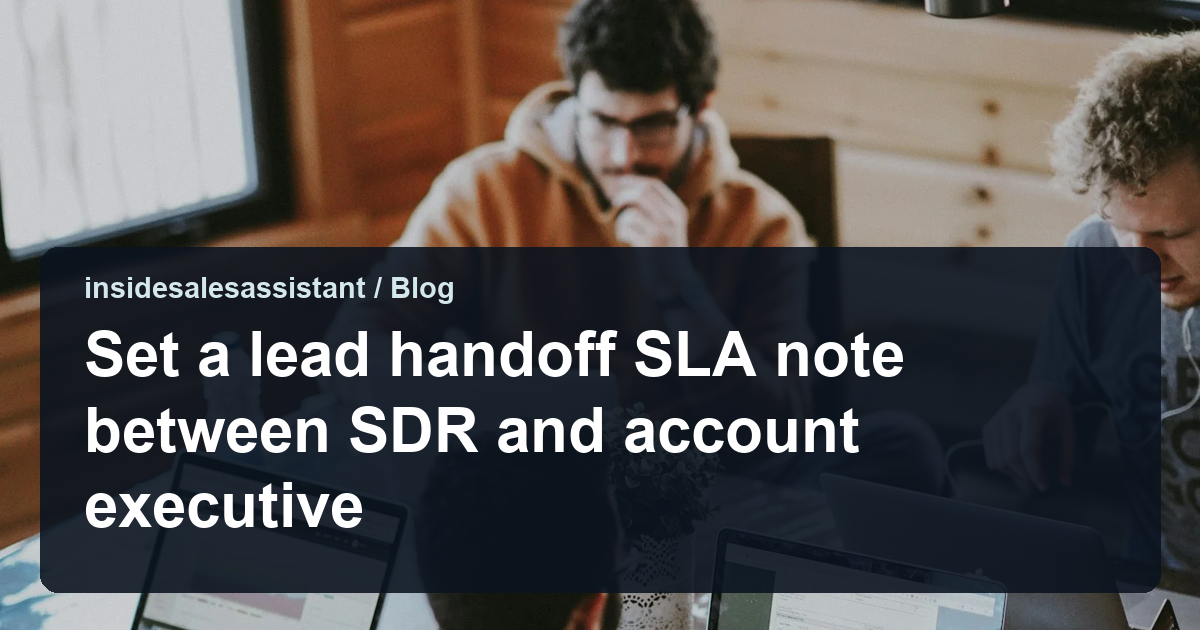 insidesalesassistant / Blog
Set a lead handoff SLA note
between SDR and account
executive